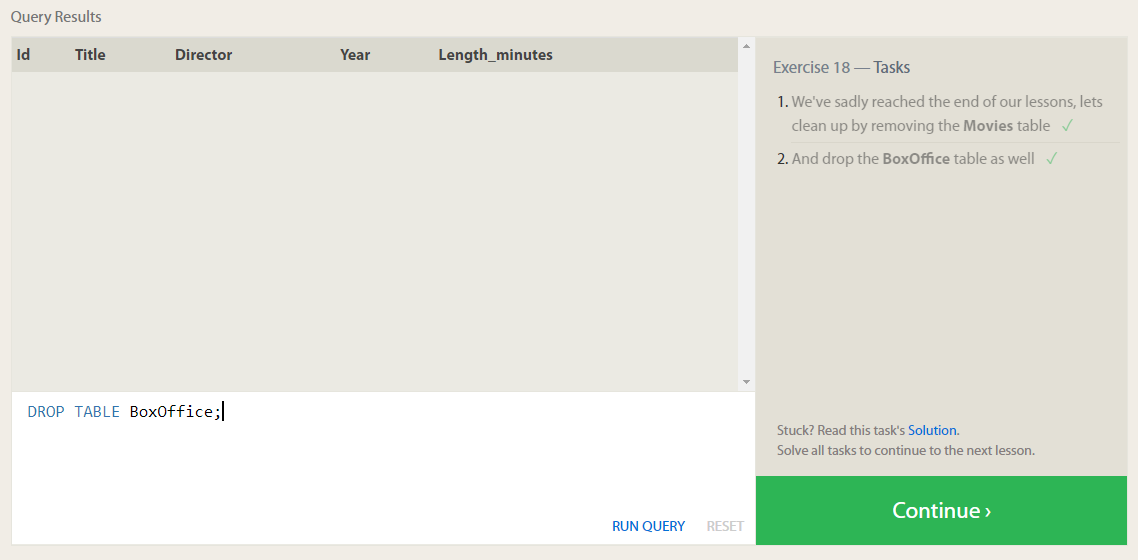 Query Results
Id Title Director Year Length_minutes
Exercise 18 — Tasks
1. We've sadly reached the end of our lessons, lets
clean up by removing the Movies table ✓
2. And drop the BoxOffice table as well ✓
DROP TABLE BoxOffice;
Stuck? Read this task's Solution.
Solve all tasks to continue to the next lesson.
RUN QUERY RESET
Continue ›